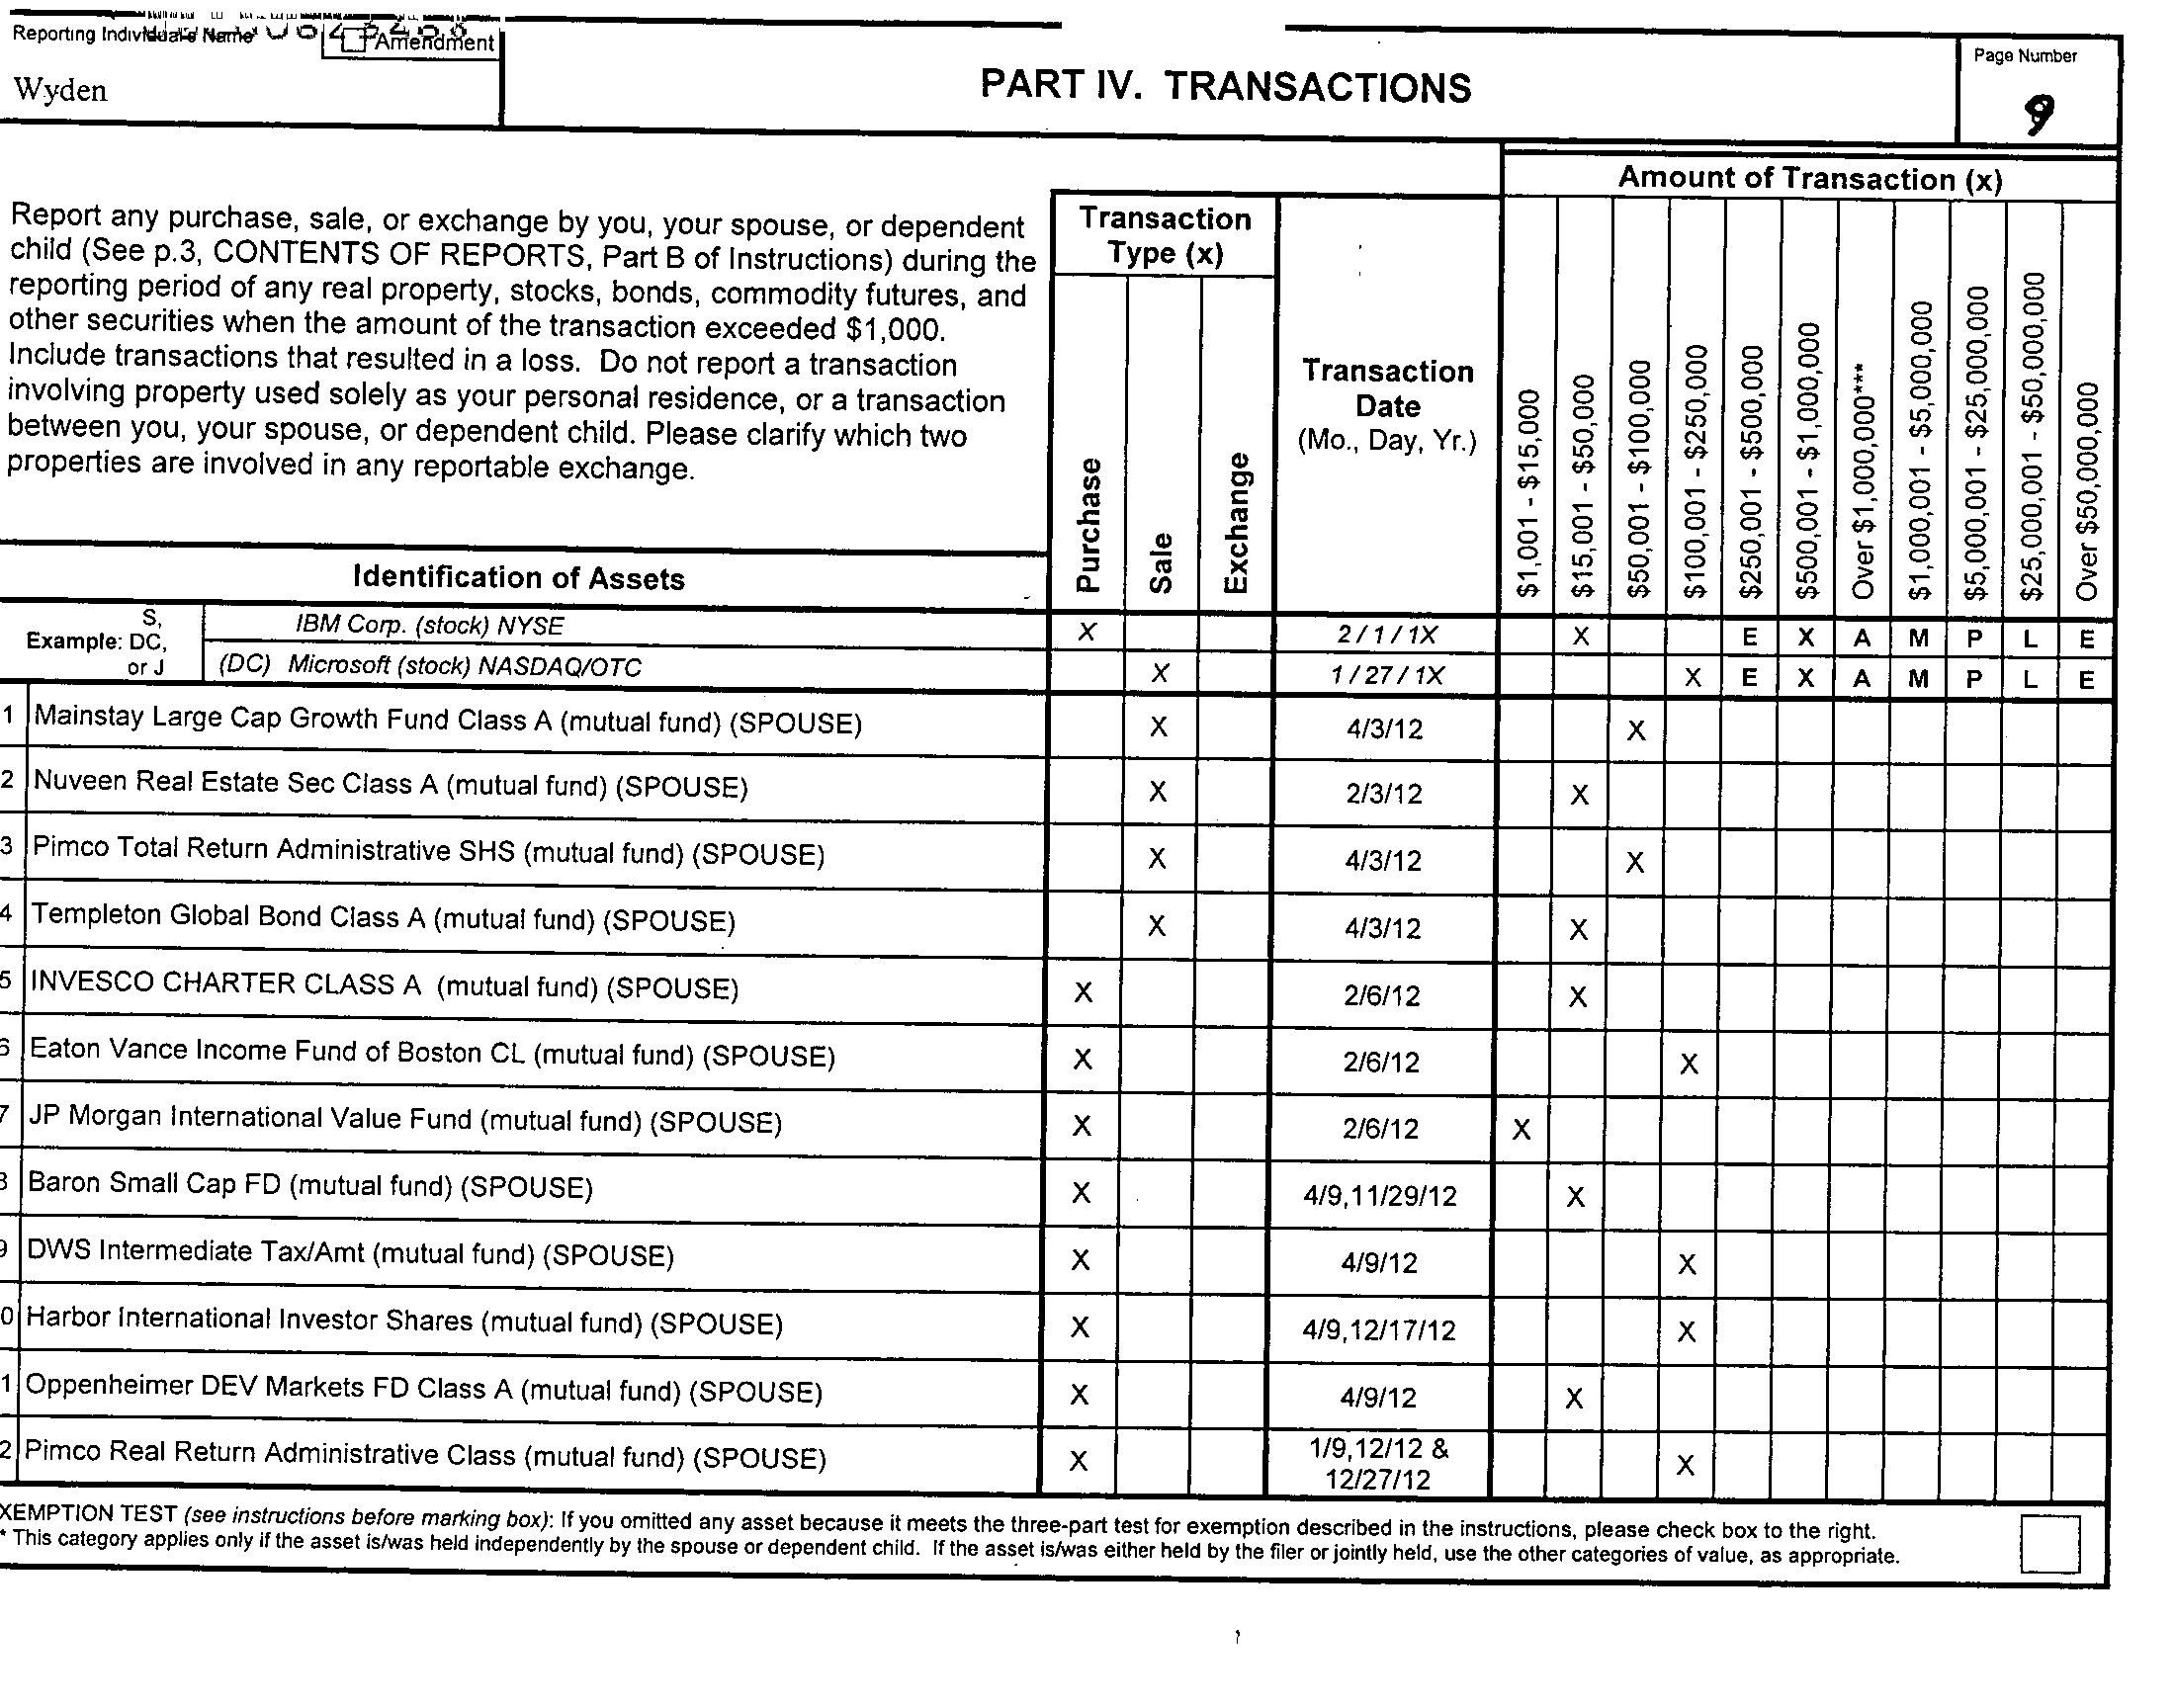 Reporting Individual's Name
Amendment
Wyden
PART IV. TRANSACTIONS
Page Number
9
Report any purchase, sale, or exchange by you, your spouse, or dependent
child (See p.3, CONTENTS OF REPORTS, Part B of Instructions) during the
reporting period of any real property, stocks, bonds, commodity futures, and
other securities when the amount of the transaction exceeded $1,000.
Include transactions that resulted in a loss. Do not report a transaction
involving property used solely as your personal residence, or a transaction
between you, your spouse, or dependent child. Please clarify which two
properties are involved in any reportable exchange.
Transaction
Type (x)
Purchase
Sale
Exchange
Transaction
Date
(Mo., Day, Yr.)
Amount of Transaction (x)
$1,001 - $15,000
$15,001 - $50,000
$50,001 - $100,000
$100,001 - $250,000
$250,001 - $500,000
$500,001 - $1,000,000
Over $1,000,000***
$1,000,001 - $5,000,000
$5,000,001 - $25,000,000
$25,000,001 - $50,000,000
Over $50,000,000
Identification of Assets
S,
Example: DC,
or J
IBM Corp. (stock) NYSE X 2/1/1X X E X A M P L E
(DC) Microsoft (stock) NASDAQ/OTC X 1/27/1X X E X A M P L E
1 Mainstay Large Cap Growth Fund Class A (mutual fund) (SPOUSE) X 4/3/12 X
2 Nuveen Real Estate Sec Class A (mutual fund) (SPOUSE) X 2/3/12 X
3 Pimco Total Return Administrative SHS (mutual fund) (SPOUSE) X 4/3/12 X
4 Templeton Global Bond Class A (mutual fund) (SPOUSE) X 4/3/12 X
5 INVESCO CHARTER CLASS A (mutual fund) (SPOUSE) X 2/6/12 X
6 Eaton Vance Income Fund of Boston CL (mutual fund) (SPOUSE) X 2/6/12 X
7 JP Morgan International Value Fund (mutual fund) (SPOUSE) X 2/6/12 X
8 Baron Small Cap FD (mutual fund) (SPOUSE) X 4/9,11/29/12 X
9 DWS Intermediate Tax/Amt (mutual fund) (SPOUSE) X 4/9/12 X
0 Harbor International Investor Shares (mutual fund) (SPOUSE) X 4/9,12/17/12 X
1 Oppenheimer DEV Markets FD Class A (mutual fund) (SPOUSE) X 4/9/12 X
2 Pimco Real Return Administrative Class (mutual fund) (SPOUSE) X 1/9,12/12 & 12/27/12 X
XEMPTION TEST (see instructions before marking box): If you omitted any asset because it meets the three-part test for exemption described in the instructions, please check box to the right.
* This category applies only if the asset is/was held independently by the spouse or dependent child. If the asset is/was either held by the filer or jointly held, use the other categories of value, as appropriate.